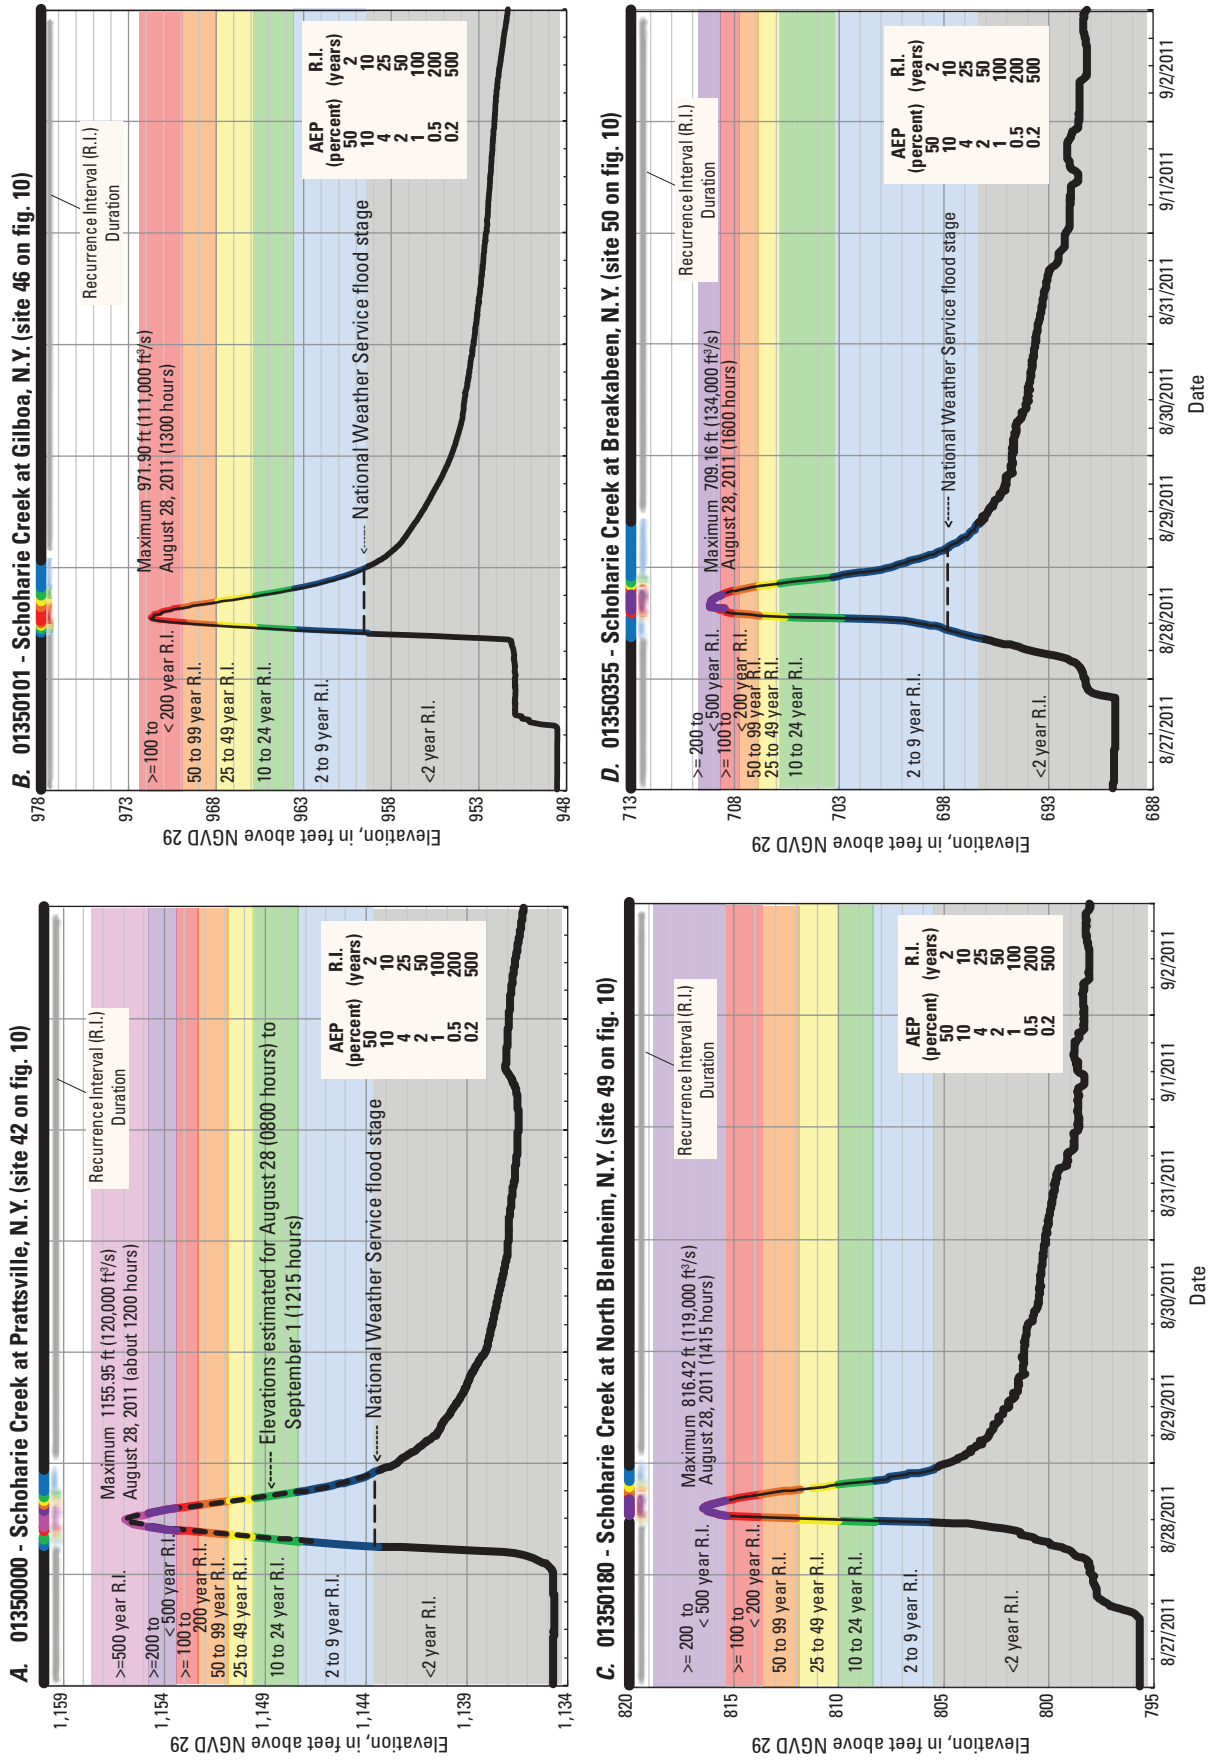 A. 01350000 - Schoharie Creek at Prattsville, N.Y. (site 42 on fig. 10)
1,159
1,154
1,149
1,144
1,139
1,134
Elevation, in feet above NGVD 29
Recurrence Interval (R.I.)
Duration
Maximum 1155.95 ft (120,000 ft³/s)
August 28, 2011 (about 1200 hours)
>=500 year R.I.
>=200 to
< 500 year R.I.
>= 100 to
200 year R.I.
50 to 99 year R.I.
25 to 49 year R.I.
10 to 24 year R.I.
2 to 9 year R.I.
<2 year R.I.
Elevations estimated for August 28 (0800 hours) to
September 1 (1215 hours)
National Weather Service flood stage
AEP R.I.
(percent) (years)
50 2
10 10
4 25
2 50
1 100
0.5 200
0.2 500
B. 01350101 - Schoharie Creek at Gilboa, N.Y. (site 46 on fig. 10)
978
973
968
963
958
953
948
Elevation, in feet above NGVD 29
Recurrence Interval (R.I.)
Duration
Maximum 971.90 ft (111,000 ft³/s)
August 28, 2011 (1300 hours)
>=100 to
< 200 year R.I.
50 to 99 year R.I.
25 to 49 year R.I.
10 to 24 year R.I.
2 to 9 year R.I.
<2 year R.I.
National Weather Service flood stage
AEP R.I.
(percent) (years)
50 2
10 10
4 25
2 50
1 100
0.5 200
0.2 500
C. 01350180 - Schoharie Creek at North Blenheim, N.Y. (site 49 on fig. 10)
820
815
810
805
800
795
Elevation, in feet above NGVD 29
Recurrence Interval (R.I.)
Duration
Maximum 816.42 ft (119,000 ft³/s)
August 28, 2011 (1415 hours)
>= 200 to
< 500 year R.I.
>= 100 to
< 200 year R.I.
50 to 99 year R.I.
25 to 49 year R.I.
10 to 24 year R.I.
2 to 9 year R.I.
<2 year R.I.
AEP R.I.
(percent) (years)
50 2
10 10
4 25
2 50
1 100
0.5 200
0.2 500
8/27/2011 8/28/2011 8/29/2011 8/30/2011 8/31/2011 9/1/2011 9/2/2011
Date
D. 01350355 - Schoharie Creek at Breakabeen, N.Y. (site 50 on fig. 10)
713
708
703
698
693
688
Elevation, in feet above NGVD 29
Recurrence Interval (R.I.)
Duration
Maximum 709.16 ft (134,000 ft³/s)
August 28, 2011 (1600 hours)
>= 200 to
< 500 year R.I.
>= 100 to
< 200 year R.I.
50 to 99 year R.I.
25 to 49 year R.I.
10 to 24 year R.I.
2 to 9 year R.I.
<2 year R.I.
National Weather Service flood stage
AEP R.I.
(percent) (years)
50 2
10 10
4 25
2 50
1 100
0.5 200
0.2 500
8/27/2011 8/28/2011 8/29/2011 8/30/2011 8/31/2011 9/1/2011 9/2/2011
Date